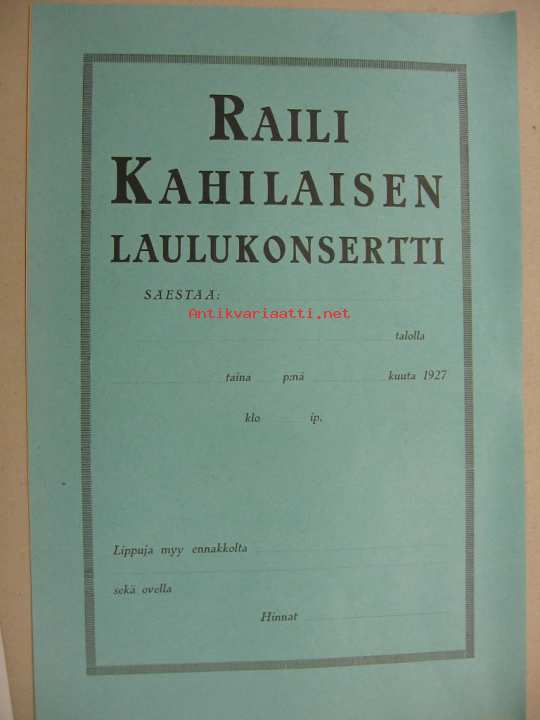 RAILI
KAHILAISEN
LAULUKONSERTTI
SAESTAA:
Antikvariaatti.net
talolla
taina p:nä kuuta 1927
klo ip.
Lippuja myy ennakkolta
sekä ovella
Hinnat